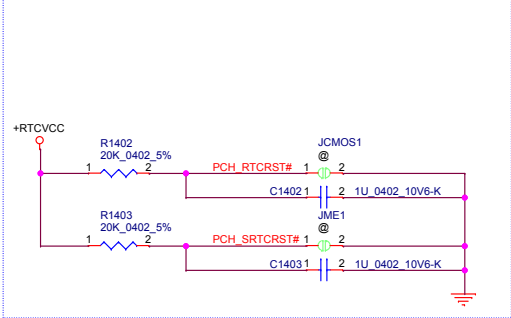 +RTCVCC
R1402
20K_0402_5%
1 2
PCH_RTCRST#
JCMOS1
@
1 2
C1402 1 2 1U_0402_10V6-K
R1403
20K_0402_5%
1 2
PCH_SRTCRST#
JME1
@
1 2
C1403 1 2 1U_0402_10V6-K